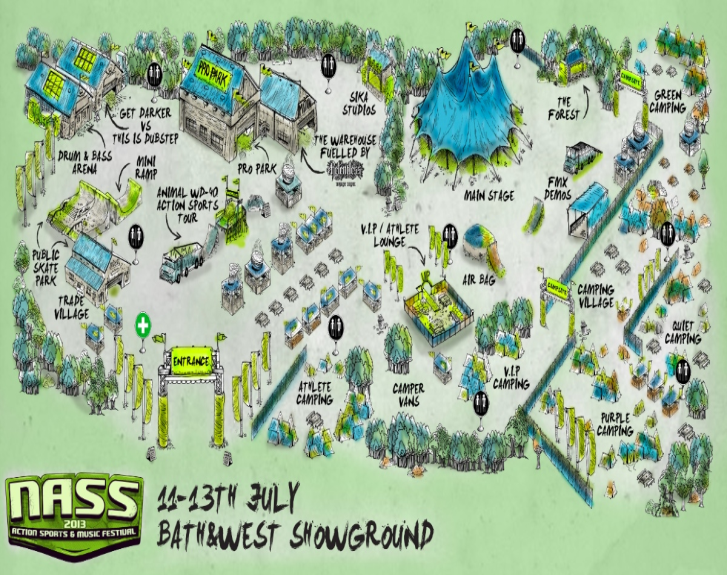 PRO PARK
GET DARKER
VS
THIS IS DUBSTEP
DRUM & BASS
ARENA
MINI
RAMP
PRO PARK
THE WAREHOUSE
FUELLED BY
SIKA
STUDIOS
MAIN STAGE
THE
FOREST
CAMPSITE
GREEN
CAMPING
FMX
DEMOS
ANIMAL WD-40
ACTION SPORTS
TOUR
PUBLIC
SKATE
PARK
TRADE
VILLAGE
V.I.P / ATHLETE
LOUNGE
AIR BAG
CAMPSITE
CAMPING
VILLAGE
QUIET
CAMPING
ENTRANCE
ATHLETE
CAMPING
CAMPER
VANS
V.I.P
CAMPING
PURPLE
CAMPING
NASS
2013
ACTION SPORTS & MUSIC FESTIVAL
11-13TH JULY
BATH&WEST SHOWGROUND